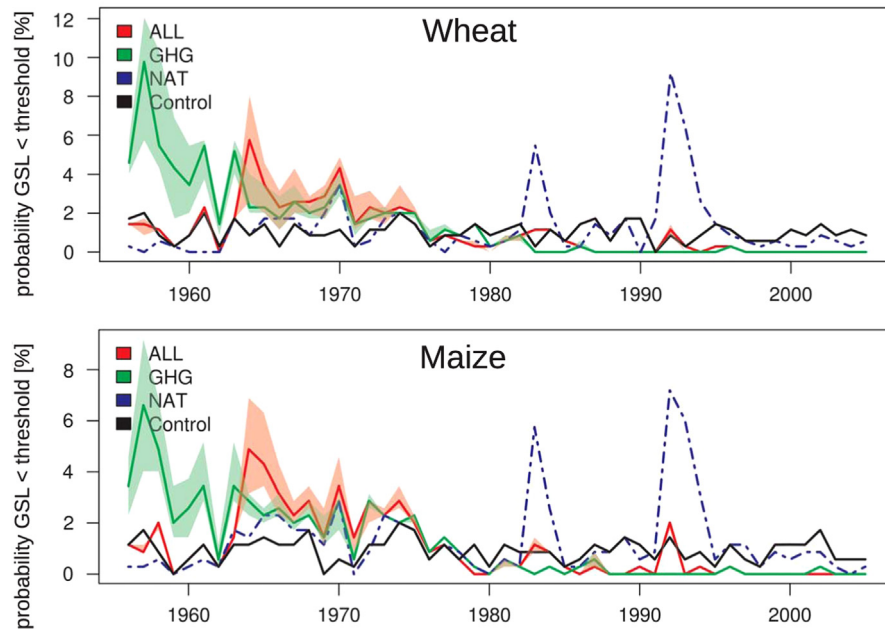 Wheat
ALL
GHG
NAT
Control
probability GSL < threshold [%]
12
10
8
6
4
2
0
1960 1970 1980 1990 2000
Maize
ALL
GHG
NAT
Control
probability GSL < threshold [%]
8
6
4
2
0
1960 1970 1980 1990 2000